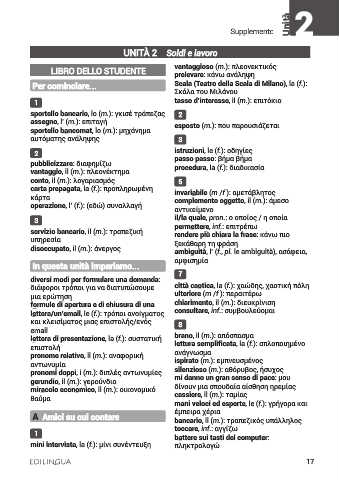 Supplemento
Unità
2
UNITÀ 2 Soldi e lavoro
LIBRO DELLO STUDENTE
Per cominciare...
1
sportello bancario, lo (m.): γκισέ τράπεζας
assegno, l' (m.): επιταγή
sportello bancomat, lo (m.): μηχάνημα
αυτόματης ανάληψης
2
pubblicizzare: διαφημίζω
vantaggio, il (m.): πλεονέκτημα
conto, il (m.): λογαριασμός
carta prepagata, la (f.): προπληρωμένη
κάρτα
operazione, l' (f.): (εδώ) συναλλαγή
3
servizio bancario, il (m.): τραπεζική
υπηρεσία
disoccupato, il (m.): άνεργος
In questa unità impariamo...
diversi modi per formulare una domanda:
διάφοροι τρόποι για να διατυπώσουμε
μια ερώτηση
formule di apertura e di chiusura di una
lettera/un'email, le (f.): τρόποι ανοίγματος
και κλεισίματος μιας επιστολής/ενός
email
lettera di presentazione, la (f.): συστατική
επιστολή
pronome relativo, il (m.): αναφορική
αντωνυμία
pronomi doppi, i (m.): διπλές αντωνυμίες
gerundio, il (m.): γερούνδιο
miracolo economico, il (m.): οικονομικό
θαύμα
A Amici su cui contare
1
mini intervista, la (f.): μίνι συνέντευξη
vantaggioso (m.): πλεονεκτικός
prelevare: κάνω ανάληψη
Scala (Teatro della Scala di Milano), la (f.):
Σκάλα του Μιλάνου
tasso d'interesse, il (m.): επιτόκιο
2
esposto (m.): που παρουσιάζεται
3
istruzioni, le (f.): οδηγίες
passo passo: βήμα βήμα
procedura, la (f.): διαδικασία
5
invariabile (m /f ): αμετάβλητος
complemento oggetto, il (m.): άμεσο
αντικείμενο
il/la quale, pron.: ο οποίος / η οποία
permettere, inf.: επιτρέπω
rendere più chiara la frase: κάνω πιο
ξεκάθαρη τη φράση
ambiguità, l' (f., pl. le ambiguità), ασάφεια,
αμφισημία
7
città caotica, la (f.): χαώδης, χαοτική πόλη
ulteriore (m /f ): περαιτέρω
chiarimento, il (m.): διευκρίνιση
consultare, inf.: συμβουλεύομαι
8
brano, il (m.): απόσπασμα
lettura semplificata, la (f.): απλοποιημένο
ανάγνωσμα
ispirato (m.): εμπνευσμένος
silenzioso (m.): αθόρυβος, ήσυχος
mi danno un gran senso di pace: μου
δίνουν μια σπουδαία αίσθηση ηρεμίας
cassiere, il (m.): ταμίας
mani veloci ed esperte, le (f.): γρήγορα και
έμπειρα χέρια
bancario, il (m.): τραπεζικός υπάλληλος
toccare, inf.: αγγίζω
battere sui tasti del computer:
πληκτρολογώ
EDILINGUA
17